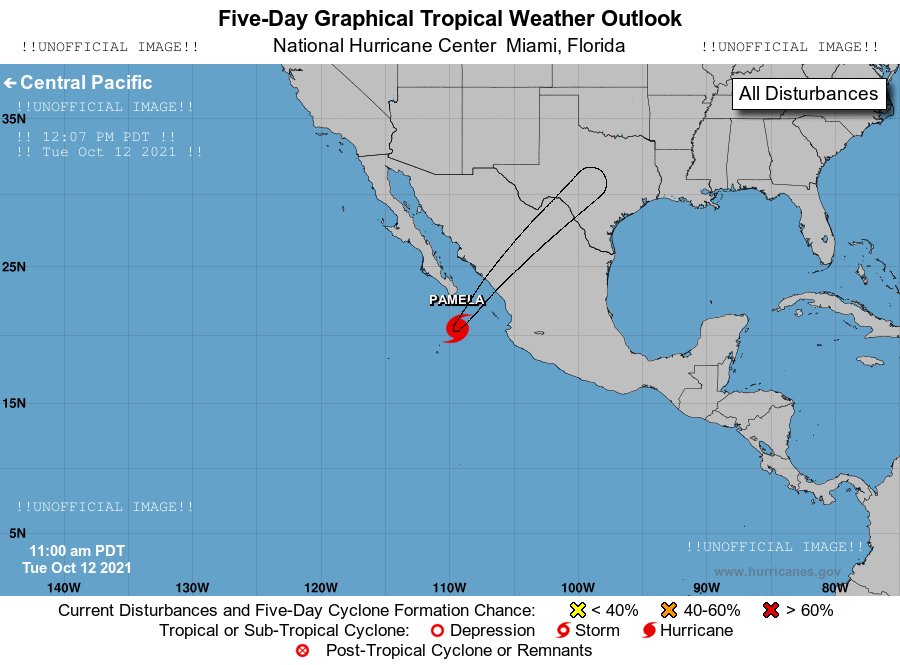 Five-Day Graphical Tropical Weather Outlook
!!UNOFFICIAL IMAGE!! National Hurricane Center Miami, Florida !!UNOFFICIAL IMAGE!!
← Central Pacific
All Disturbances
!!UNOFFICIAL IMAGE!!
35N
!! 12:07 PM PDT !!
!! Tue Oct 12 2021 !!
25N
PAMELA
15N
!!UNOFFICIAL IMAGE!!
5N
11:00 am PDT
Tue Oct 12 2021
!!UNOFFICIAL IMAGE!!
www.hurricanes.gov
140W 130W 120W 110W 100W 90W 80W
Current Disturbances and Five-Day Cyclone Formation Chance: < 40% 40-60% > 60%
Tropical or Sub-Tropical Cyclone: Depression Storm Hurricane
Post-Tropical Cyclone or Remnants